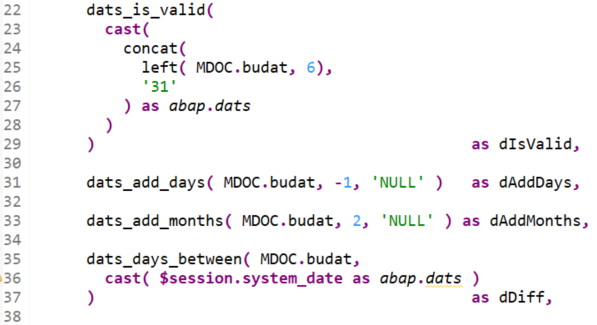 22 dats_is_valid(
23 cast(
24 concat(
25 left( MDOC.budat, 6),
26 '31'
27 ) as abap.dats
28 )
29 ) as dIsValid,
30
31 dats_add_days( MDOC.budat, -1, 'NULL' ) as dAddDays,
32
33 dats_add_months( MDOC.budat, 2, 'NULL' ) as dAddMonths,
34
35 dats_days_between( MDOC.budat,
36 cast( $session.system_date as abap.dats )
37 ) as dDiff,
38